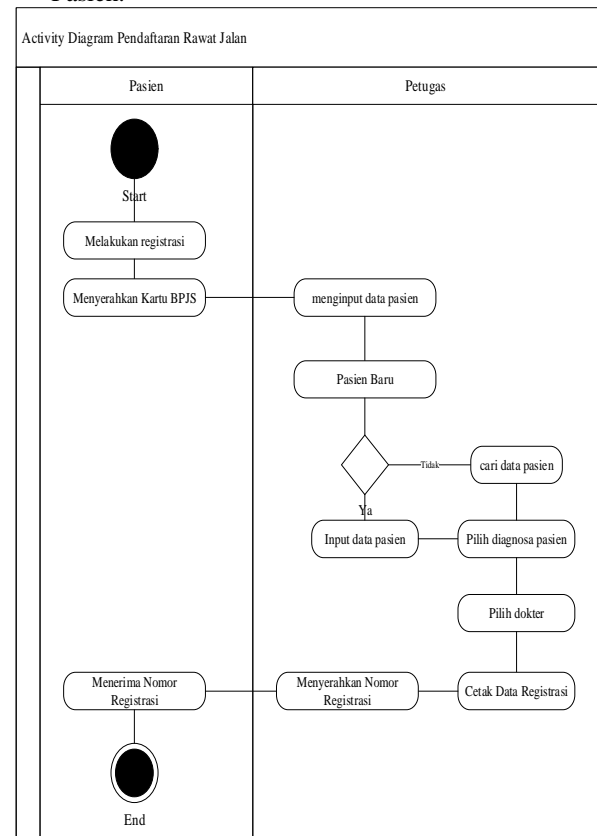 Pasien.
Activity Diagram Pendaftaran Rawat Jalan
Pasien
Petugas
Start
Melakukan registrasi
Menyerahkan Kartu BPJS
menginput data pasien
Pasien Baru
Tidak
cari data pasien
Ya
Input data pasien
Pilih diagnosa pasien
Pilih dokter
Menerima Nomor
Registrasi
Menyerahkan Nomor
Registrasi
Cetak Data Registrasi
End